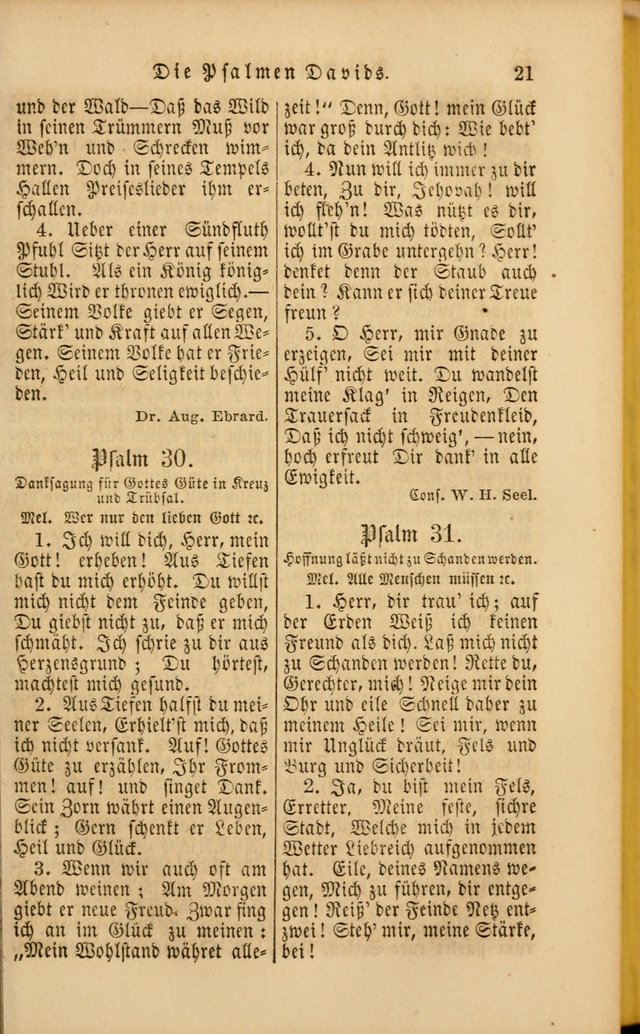 Die Psalmen Davids. 21
und der Wald—Daß das Wild
in seinen Trümmern Muß vor
Weh'n und Schrecken wim=
mern. Doch in seines Tempels
Hallen Preiseslieder ihm er=
schallen.
4. Ueber einer Sündfluth
Pfuhl Sitzt der Herr auf seinem
Stuhl. Als ein König könig=
lich Wird er thronen ewiglich.—
Seinem Volke giebt er Segen,
Stärk' und Kraft auf allen We=
gen. Seinem Volke hat er Frie=
den, Heil und Seligkeit beschie=
den.
Dr. Aug. Ebrard.
Psalm 30.
Danksagung für Gottes Güte in Kreuz
und Trübsal.
Mel. Wer nur den lieben Gott ꝛc.
1. Ich will dich, Herr, mein
Gott! erheben! Aus Tiefen
hast du mich erhöht. Du willst
mich nicht dem Feinde geben,
Du giebst nicht zu, daß er mich
schmäht. Ich schrie zu dir aus
Herzensgrund; Du hörtest,
machtest mich gesund.
2. Aus Tiefen halfst du mei=
ner Seelen, Erhielt'st mich, daß
ich nicht versank. Auf! Gottes
Güte zu erzählen, Ihr From=
men! auf! und singet Dank.
Sein Zorn währt einen Augen=
blick; Gern schenkt er Leben,
Heil und Glück.
3. Wenn wir auch oft am
Abend weinen; Am Morgen
giebt er neue Freud. Zwar fing
ich an im Glück zu meinen:
„Mein Wohlstand währet alle=
zeit!" Denn, Gott! mein Glück
war groß durch dich: Wie bebt'
ich, da dein Antlitz wich!
4. Nun will ich immer zu dir
beten, Zu dir, Jehovah! will
ich fleh'n! Was nützt es dir,
wollt'st du mich tödten, Sollt'
ich im Grabe untergehn? Herr!
denket denn der Staub auch
dein? Kann er sich deiner Treue
freun?
5. O Herr, mir Gnade zu
erzeigen, Sei mir mit deiner
Hülf' nicht weit. Du wandelst
meine Klag' in Reigen, Den
Trauersack in Freudenkleid,
Daß ich nicht schweig',—nein,
hoch erfreut Dir dank' in alle
Ewigkeit.
Cons. W. H. Seel.
Psalm 31.
Hoffnung läßt nicht zu Schanden werden.
Mel. Alle Menschen müssen ꝛc.
1. Herr, dir trau' ich; auf
der Erden Weiß ich keinen
Freund als dich. Laß mich nicht
zu Schanden werden! Rette du,
Gerechter, mich! Neige mir dein
Ohr und eile Schnell daher zu
meinem Heile! Sei mir, wenn
mir Unglück dräut, Fels und
Burg und Sicherheit!
2. Ja, du bist mein Fels,
Erretter, Meine feste, sichre
Stadt, Welche mich in jedem
Wetter Liebreich aufgenommen
hat. Eile, deines Namens we=
gen, Mich zu führen, dir entge=
gen! Reiß' der Feinde Netz ent=
zwei! Steh' mir, meine Stärke,
bei!